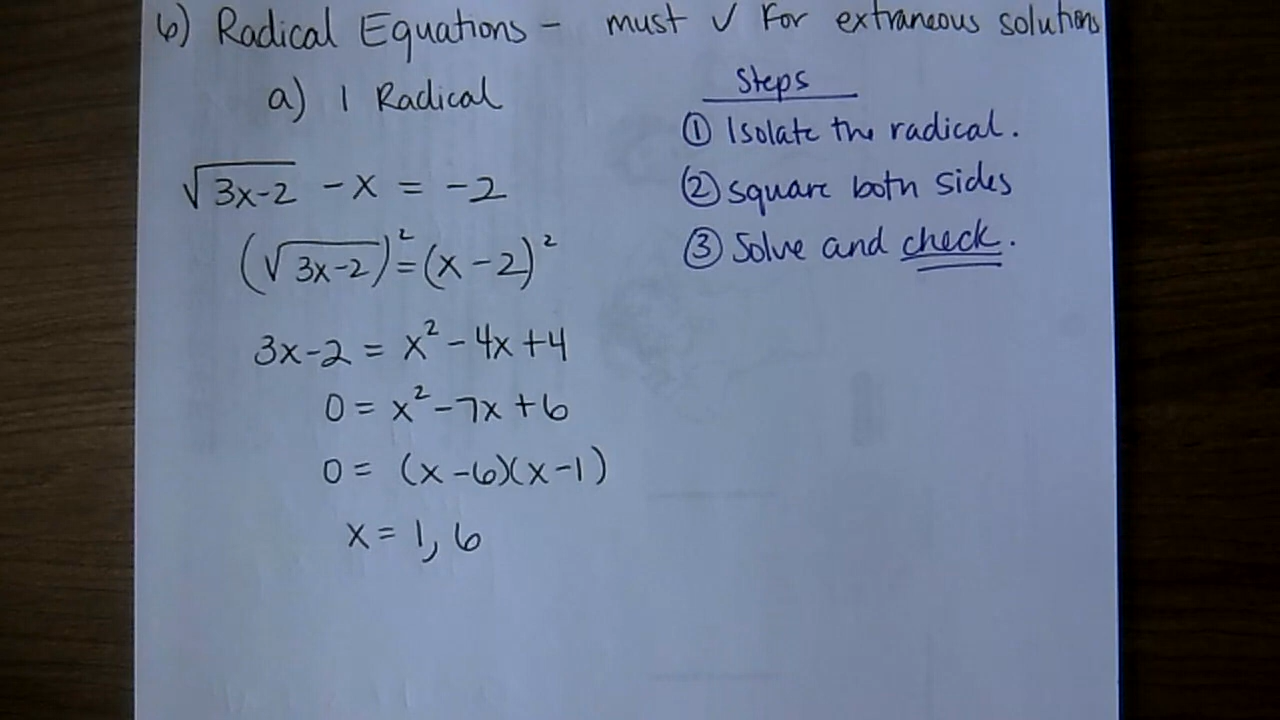 6) Radical Equations - must ✓ for extraneous solutions
a) 1 Radical
√(3x-2) - x = -2
(√(3x-2))² = (x-2)²
3x-2 = x²-4x+4
0 = x²-7x+6
0 = (x-6)(x-1)
x = 1, 6
Steps
① Isolate the radical.
② square both sides
③ Solve and check.